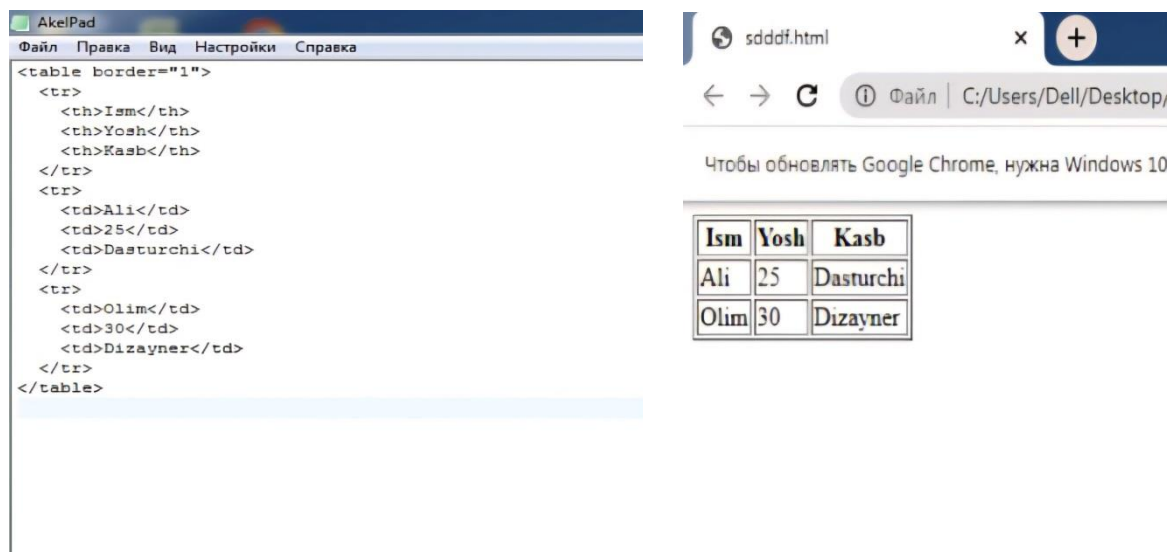 AkelPad
Файл Правка Вид Настройки Справка
<table border="1">
  <tr>
    <th>Ism</th>
    <th>Yosh</th>
    <th>Kasb</th>
  </tr>
  <tr>
    <td>Ali</td>
    <td>25</td>
    <td>Dasturchi</td>
  </tr>
  <tr>
    <td>Olim</td>
    <td>30</td>
    <td>Dizayner</td>
  </tr>
</table>
sdddf.html
Файл | C:/Users/Dell/Desktop/
Чтобы обновлять Google Chrome, нужна Windows 10
Ism Yosh Kasb
Ali 25 Dasturchi
Olim 30 Dizayner